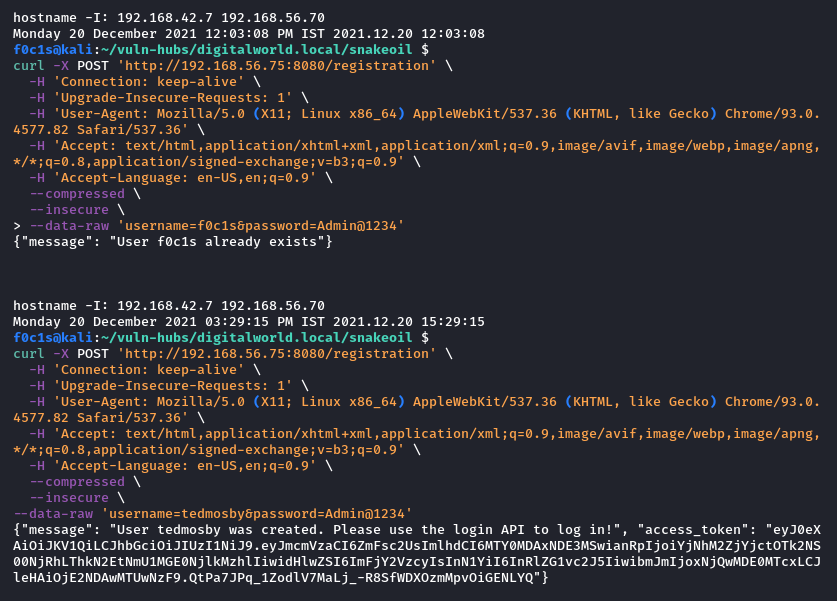 hostname -I: 192.168.42.7 192.168.56.70
Monday 20 December 2021 12:03:08 PM IST 2021.12.20 12:03:08
f0c1s@kali:~/vuln-hubs/digitalworld.local/snakeoil $
curl -X POST 'http://192.168.56.75:8080/registration' \
  -H 'Connection: keep-alive' \
  -H 'Upgrade-Insecure-Requests: 1' \
  -H 'User-Agent: Mozilla/5.0 (X11; Linux x86_64) AppleWebKit/537.36 (KHTML, like Gecko) Chrome/93.0.
4577.82 Safari/537.36' \
  -H 'Accept: text/html,application/xhtml+xml,application/xml;q=0.9,image/avif,image/webp,image/apng,
*/*;q=0.8,application/signed-exchange;v=b3;q=0.9' \
  -H 'Accept-Language: en-US,en;q=0.9' \
  --compressed \
  --insecure \
> --data-raw 'username=f0c1s&password=Admin@1234'
{"message": "User f0c1s already exists"}
hostname -I: 192.168.42.7 192.168.56.70
Monday 20 December 2021 03:29:15 PM IST 2021.12.20 15:29:15
f0c1s@kali:~/vuln-hubs/digitalworld.local/snakeoil $
curl -X POST 'http://192.168.56.75:8080/registration' \
  -H 'Connection: keep-alive' \
  -H 'Upgrade-Insecure-Requests: 1' \
  -H 'User-Agent: Mozilla/5.0 (X11; Linux x86_64) AppleWebKit/537.36 (KHTML, like Gecko) Chrome/93.0.
4577.82 Safari/537.36' \
  -H 'Accept: text/html,application/xhtml+xml,application/xml;q=0.9,image/avif,image/webp,image/apng,
*/*;q=0.8,application/signed-exchange;v=b3;q=0.9' \
  -H 'Accept-Language: en-US,en;q=0.9' \
  --compressed \
  --insecure \
--data-raw 'username=tedmosby&password=Admin@1234'
{"message": "User tedmosby was created. Please use the login API to log in!", "access_token": "eyJ0eX
AiOiJKV1QiLCJhbGciOiJIUzI1NiJ9.eyJmcmVzaCI6ZmFsc2UsImlhdCI6MTY0MDAxNDE3MSwianRpIjoiYjNhM2ZjYjctOTk2NS
00NjRhLThkN2EtNmU1MGE0NjlkMzhlIiwidHlwZSI6ImFjY2VzcyIsInN1YiI6InRlZG1vc2J5IiwibmJmIjoxNjQwMDE0MTcxLCJ
leHAiOjE2NDAwMTUwNzF9.QtPa7JPq_1ZodlV7MaLj_-R8SfWDXOzmMpvOiGENLYQ"}